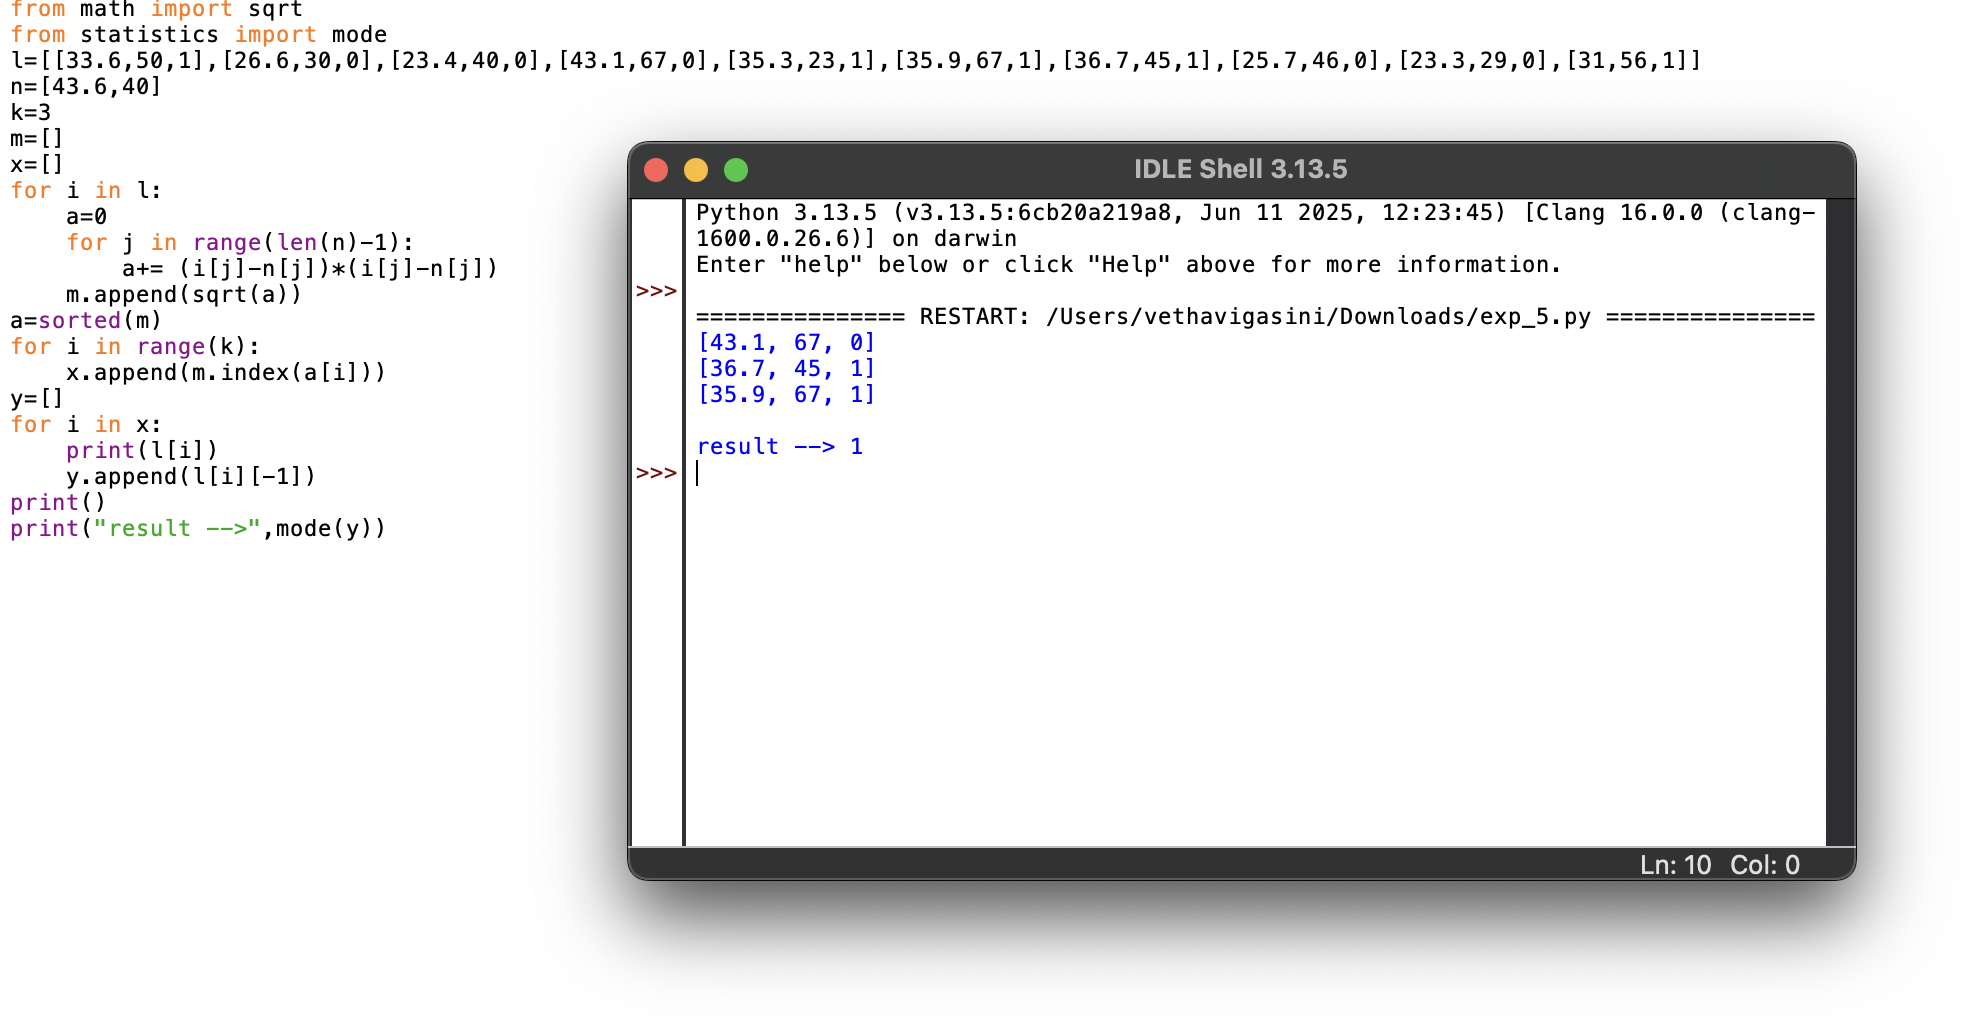 from math import sqrt
from statistics import mode
l=[[33.6,50,1],[26.6,30,0],[23.4,40,0],[43.1,67,0],[35.3,23,1],[35.9,67,1],[36.7,45,1],[25.7,46,0],[23.3,29,0],[31,56,1]]
n=[43.6,40]
k=3
m=[]
x=[]
for i in l:
    a=0
    for j in range(len(n)-1):
        a+= (i[j]-n[j])*(i[j]-n[j])
    m.append(sqrt(a))
a=sorted(m)
for i in range(k):
    x.append(m.index(a[i]))
y=[]
for i in x:
    print(l[i])
    y.append(l[i][-1])
print()
print("result -->",mode(y))
IDLE Shell 3.13.5
Python 3.13.5 (v3.13.5:6cb20a219a8, Jun 11 2025, 12:23:45) [Clang 16.0.0 (clang-
1600.0.26.6)] on darwin
Enter "help" below or click "Help" above for more information.
>>>
=============== RESTART: /Users/vethavigasini/Downloads/exp_5.py ===============
[43.1, 67, 0]
[36.7, 45, 1]
[35.9, 67, 1]
result --> 1
>>>
Ln: 10 Col: 0